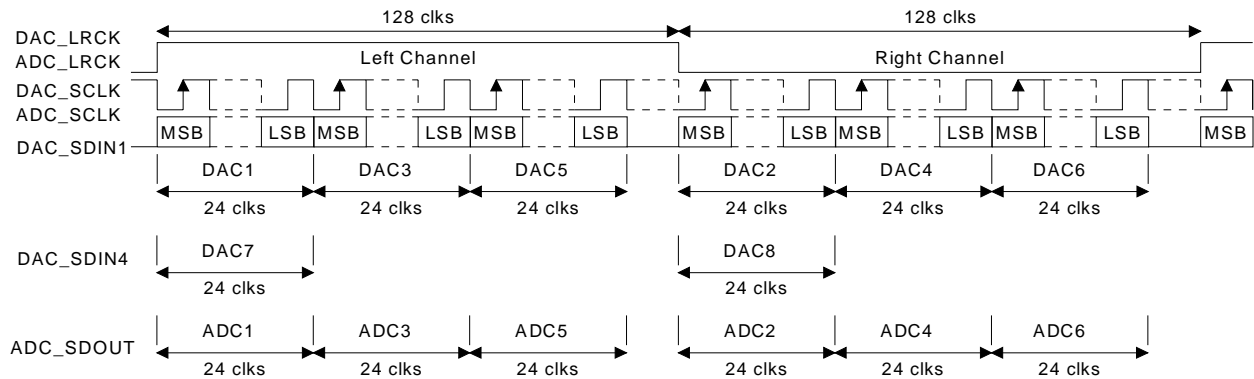 128 clks 128 clks
DAC_LRCK
ADC_LRCK Left Channel Right Channel
DAC_SCLK
ADC_SCLK
DAC_SDIN1 MSB LSB MSB LSB MSB LSB MSB LSB MSB LSB MSB LSB MSB
DAC1 DAC3 DAC5 DAC2 DAC4 DAC6
24 clks 24 clks 24 clks 24 clks 24 clks 24 clks
DAC_SDIN4 DAC7 DAC8
24 clks 24 clks
ADC_SDOUT ADC1 ADC3 ADC5 ADC2 ADC4 ADC6
24 clks 24 clks 24 clks 24 clks 24 clks 24 clks